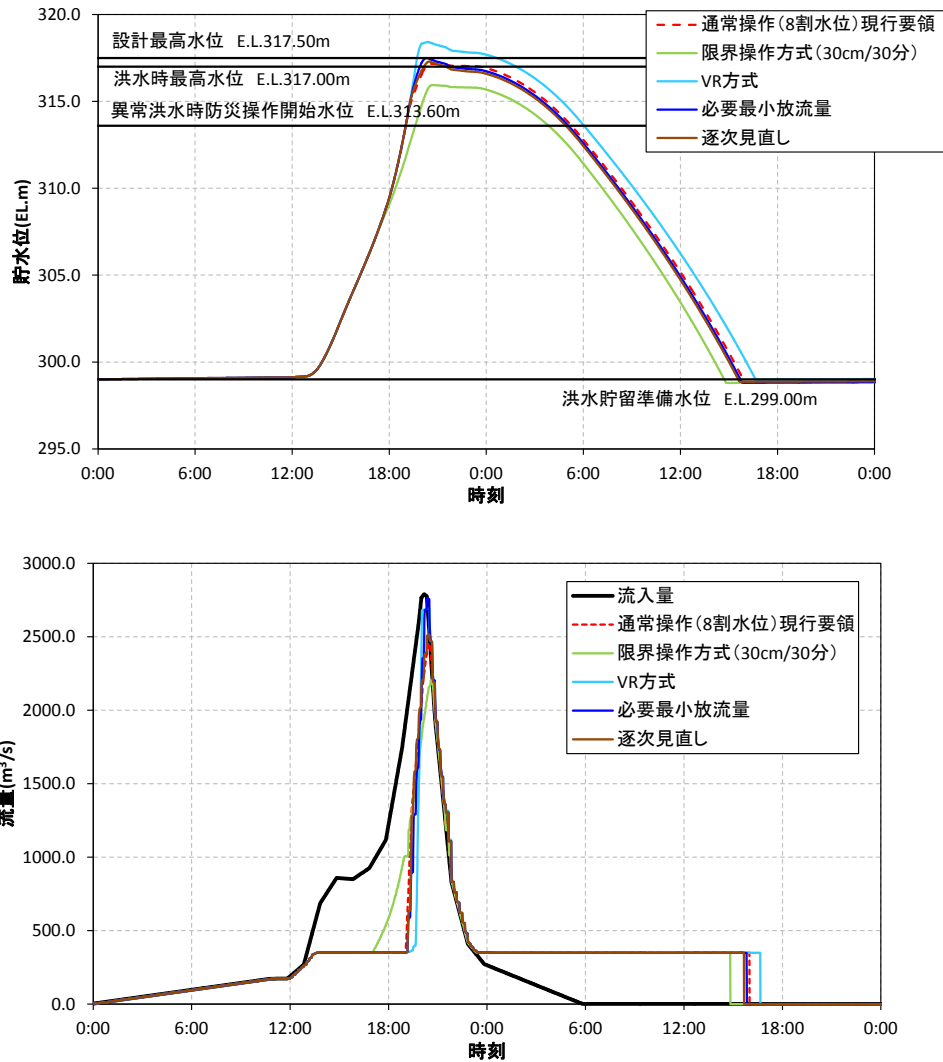 320.0
315.0
310.0
305.0
300.0
295.0
貯水位(EL.m)
設計最高水位 E.L.317.50m
洪水時最高水位 E.L.317.00m
異常洪水時防災操作開始水位 E.L.313.60m
洪水貯留準備水位 E.L.299.00m
通常操作(8割水位)現行要領
限界操作方式(30cm/30分)
VR方式
必要最小放流量
逐次見直し
0:00 6:00 12:00 18:00 0:00 6:00 12:00 18:00 0:00
時刻
3000.0
2500.0
2000.0
1500.0
1000.0
500.0
0.0
流量(m³/s)
流入量
通常操作(8割水位)現行要領
限界操作方式(30cm/30分)
VR方式
必要最小放流量
逐次見直し
0:00 6:00 12:00 18:00 0:00 6:00 12:00 18:00 0:00
時刻